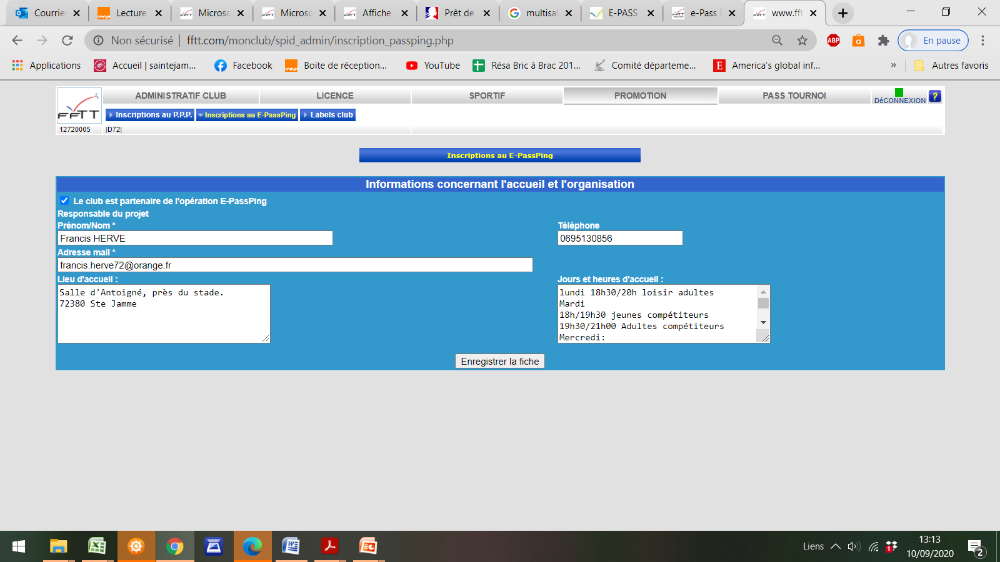 Courrier
Lecture
Microsc
Microsc
Affiche
Prêt de
multisal
E-PASS
e-Pass P
www.fft
Non sécurisé | fftt.com/monclub/spid_admin/inscription_passping.php
ABP
a
En pause
Applications
Accueil | saintejam...
Facebook
Boite de réception...
YouTube
Résa Bric à Brac 201...
Comité départeme...
America's global inf...
»
Autres favoris
FFTT
ADMINISTRATIF CLUB
LICENCE
SPORTIF
PROMOTION
PASS TOURNOI
DéCONNEXION
?
Inscriptions au P.P.P.
Inscriptions au E-PassPing
Labels club
12720005
|D72|
Inscriptions au E-PassPing
Informations concernant l'accueil et l'organisation
Le club est partenaire de l'opération E-PassPing
Responsable du projet
Prénom/Nom *
Téléphone
Francis HERVE
0695130856
Adresse mail *
francis.herve72@orange.fr
Lieu d'accueil :
Jours et heures d'accueil :
Salle d'Antoigné, près du stade.
72380 Ste Jamme
lundi 18h30/20h loisir adultes
Mardi
18h/19h30 jeunes compétiteurs
19h30/21h00 Adultes compétiteurs
Mercredi:
Enregistrer la fiche
Liens
1
13:13
10/09/2020
2